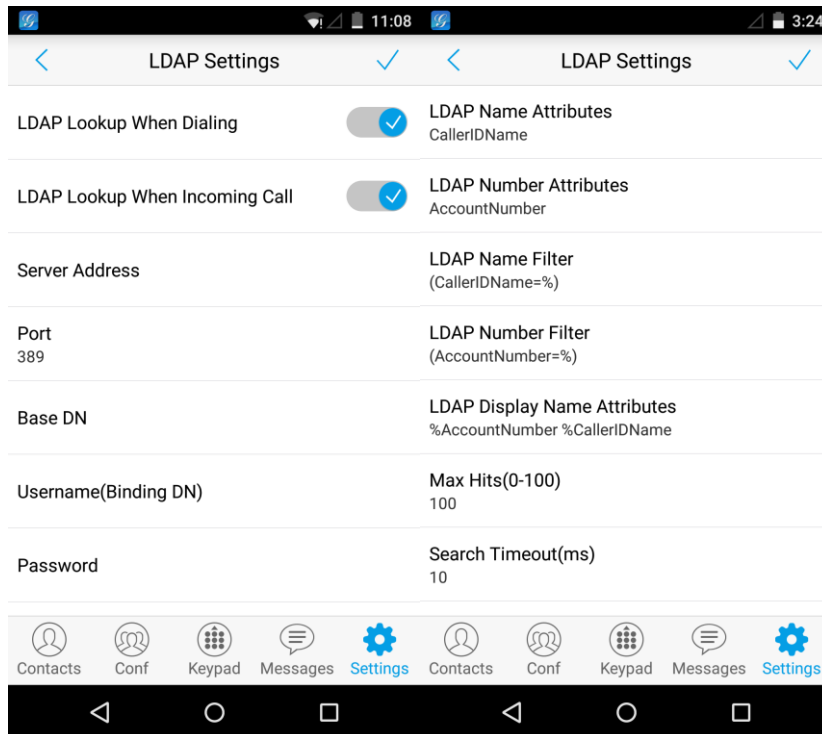 11:08
LDAP Settings
LDAP Lookup When Dialing
LDAP Lookup When Incoming Call
Server Address
Port
389
Base DN
Username(Binding DN)
Password
Contacts Conf Keypad Messages Settings
3:24
LDAP Settings
LDAP Name Attributes
CallerIDName
LDAP Number Attributes
AccountNumber
LDAP Name Filter
(CallerIDName=%)
LDAP Number Filter
(AccountNumber=%)
LDAP Display Name Attributes
%AccountNumber %CallerIDName
Max Hits(0-100)
100
Search Timeout(ms)
10
Contacts Conf Keypad Messages Settings